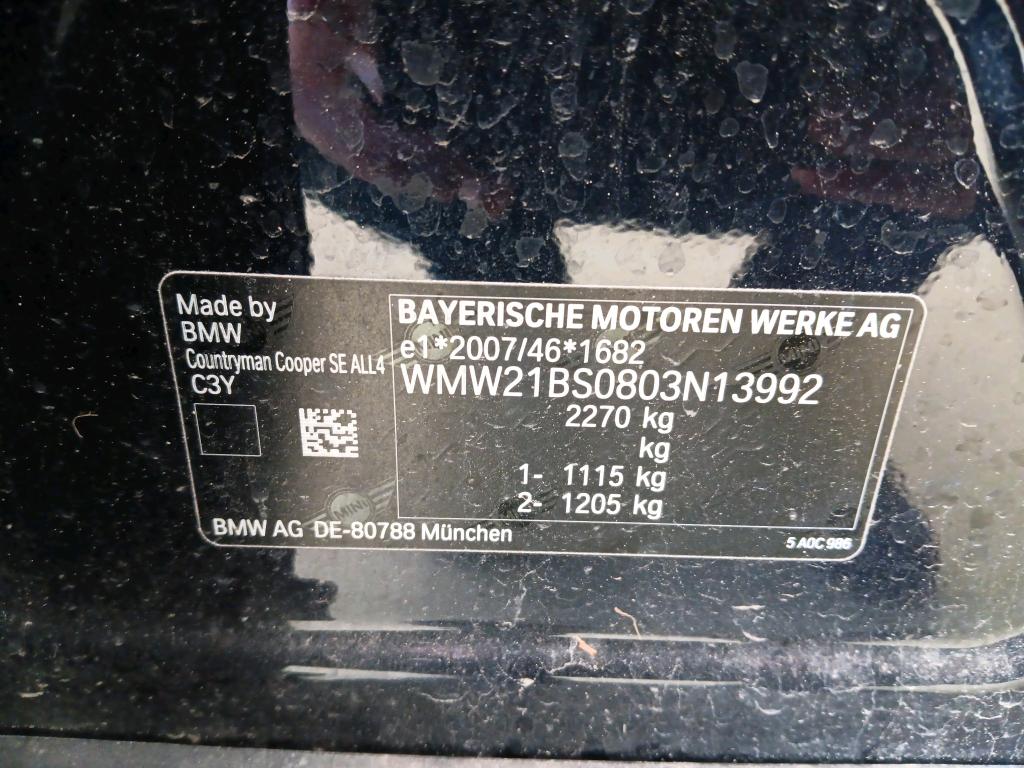 Made by
BMW
Countryman Cooper SE ALL4
C3Y
BMW AG DE-80788 München
BAYERISCHE MOTOREN WERKE AG
e1*2007/46*1682
WMW21BS0803N13992
2270 kg
kg
1- 1115 kg
2- 1205 kg
5 A0C 986
MINI